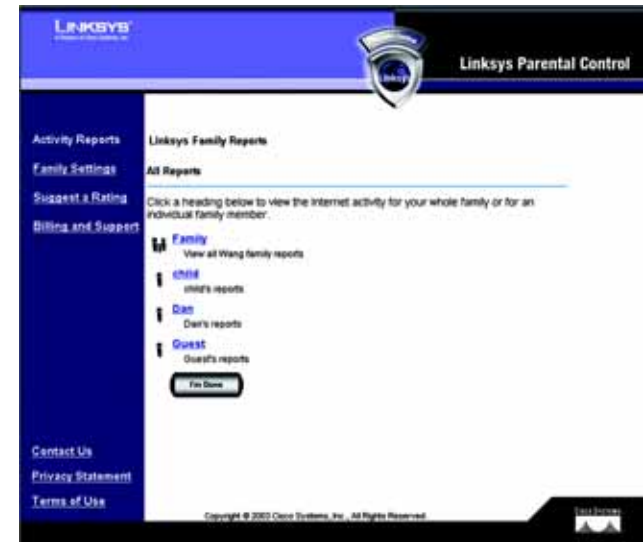 LINKSYS
Linksys Parental Control
Activity Reports
Family Settings
Suggest a Rating
Billing and Support
Linksys Family Reports
All Reports
Click a heading below to view the Internet activity for your whole family or for an
individual family member.
Family
View all Wang family reports
child
child's reports
Dan
Dan's reports
Guest
Guest's reports
I'm Done
Contact Us
Privacy Statement
Terms of Use
Copyright © 2003 Cisco Systems, Inc., All Rights Reserved
CISCO SYSTEMS